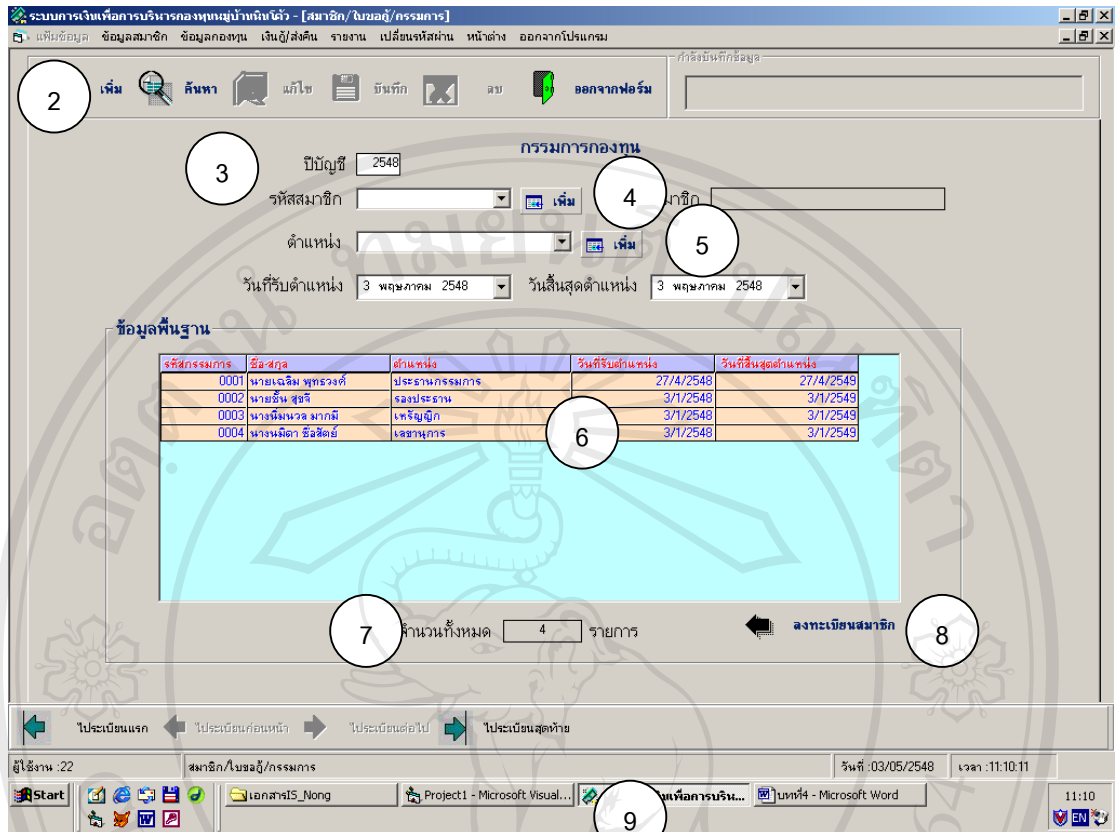 ระบบการเงินเพื่อการบริหารกองทุนหมู่บ้านหินโค้ว - [สมาชิก/ใบขอกู้/กรรมการ]
แฟ้มข้อมูล ข้อมูลสมาชิก ข้อมูลกองทุน เงินกู้/ส่งคืน รายงาน เปลี่ยนรหัสผ่าน หน้าต่าง ออกจากโปรแกรม
กำลังบันทึกข้อมูล
2 เพิ่ม ค้นหา แก้ไข บันทึก ลบ ออกจากฟอร์ม
กรรมการกองทุน
3 ปีบัญชี 2548
รหัสสมาชิก เพิ่ม 4 มาชิก
ตำแหน่ง เพิ่ม 5
วันที่รับตำแหน่ง 3 พฤษภาคม 2548 วันสิ้นสุดตำแหน่ง 3 พฤษภาคม 2548
ข้อมูลพื้นฐาน
รหัสกรรมการ ชื่อ-สกุล ตำแหน่ง วันที่รับตำแหน่ง วันที่สิ้นสุดตำแหน่ง
0001 นายเฉลิม พุทธวงค์ ประธานกรรมการ 27/4/2548 27/4/2549
0002 นายชื้น สุขจี รองประธาน 3/1/2548 3/1/2549
0003 นางนิ่มนวล มากมี เหรัญญิก 3/1/2548 3/1/2549
0004 นางนมิดา ซื่อสัตย์ เลขานุการ 3/1/2548 3/1/2549
6
7 จำนวนทั้งหมด 4 รายการ ลงทะเบียนสมาชิก 8
ไประเบียนแรก ไประเบียนก่อนหน้า ไประเบียนต่อไป ไประเบียนสุดท้าย
ผู้ใช้งาน :22 สมาชิก/ใบขอกู้/กรรมการ วันที่ :03/05/2548 เวลา :11:10:11
Start เอกสารIS_Nong Project1 - Microsoft Visual... นเพื่อการบริห... บทที่4 - Microsoft Word 11:10
9
EN